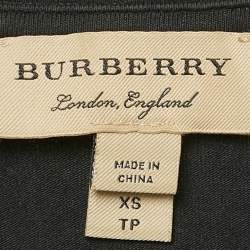 BURBERRY
London, England
MADE IN
CHINA
XS
TP